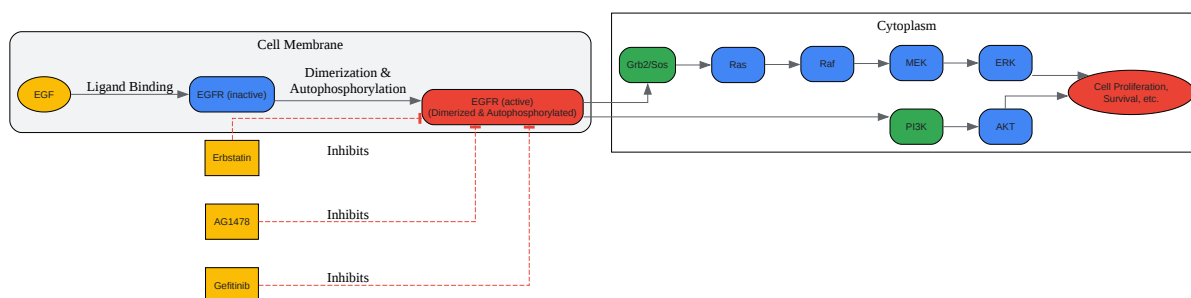 Cell Membrane
EGF
Ligand Binding
EGFR (inactive)
Dimerization &
Autophosphorylation
EGFR (active)
(Dimerized & Autophosphorylated)
Erbstatin
Inhibits
AG1478
Inhibits
Gefitinib
Inhibits
Cytoplasm
Grb2/Sos
Ras
Raf
MEK
ERK
Cell Proliferation,
Survival, etc.
PI3K
AKT